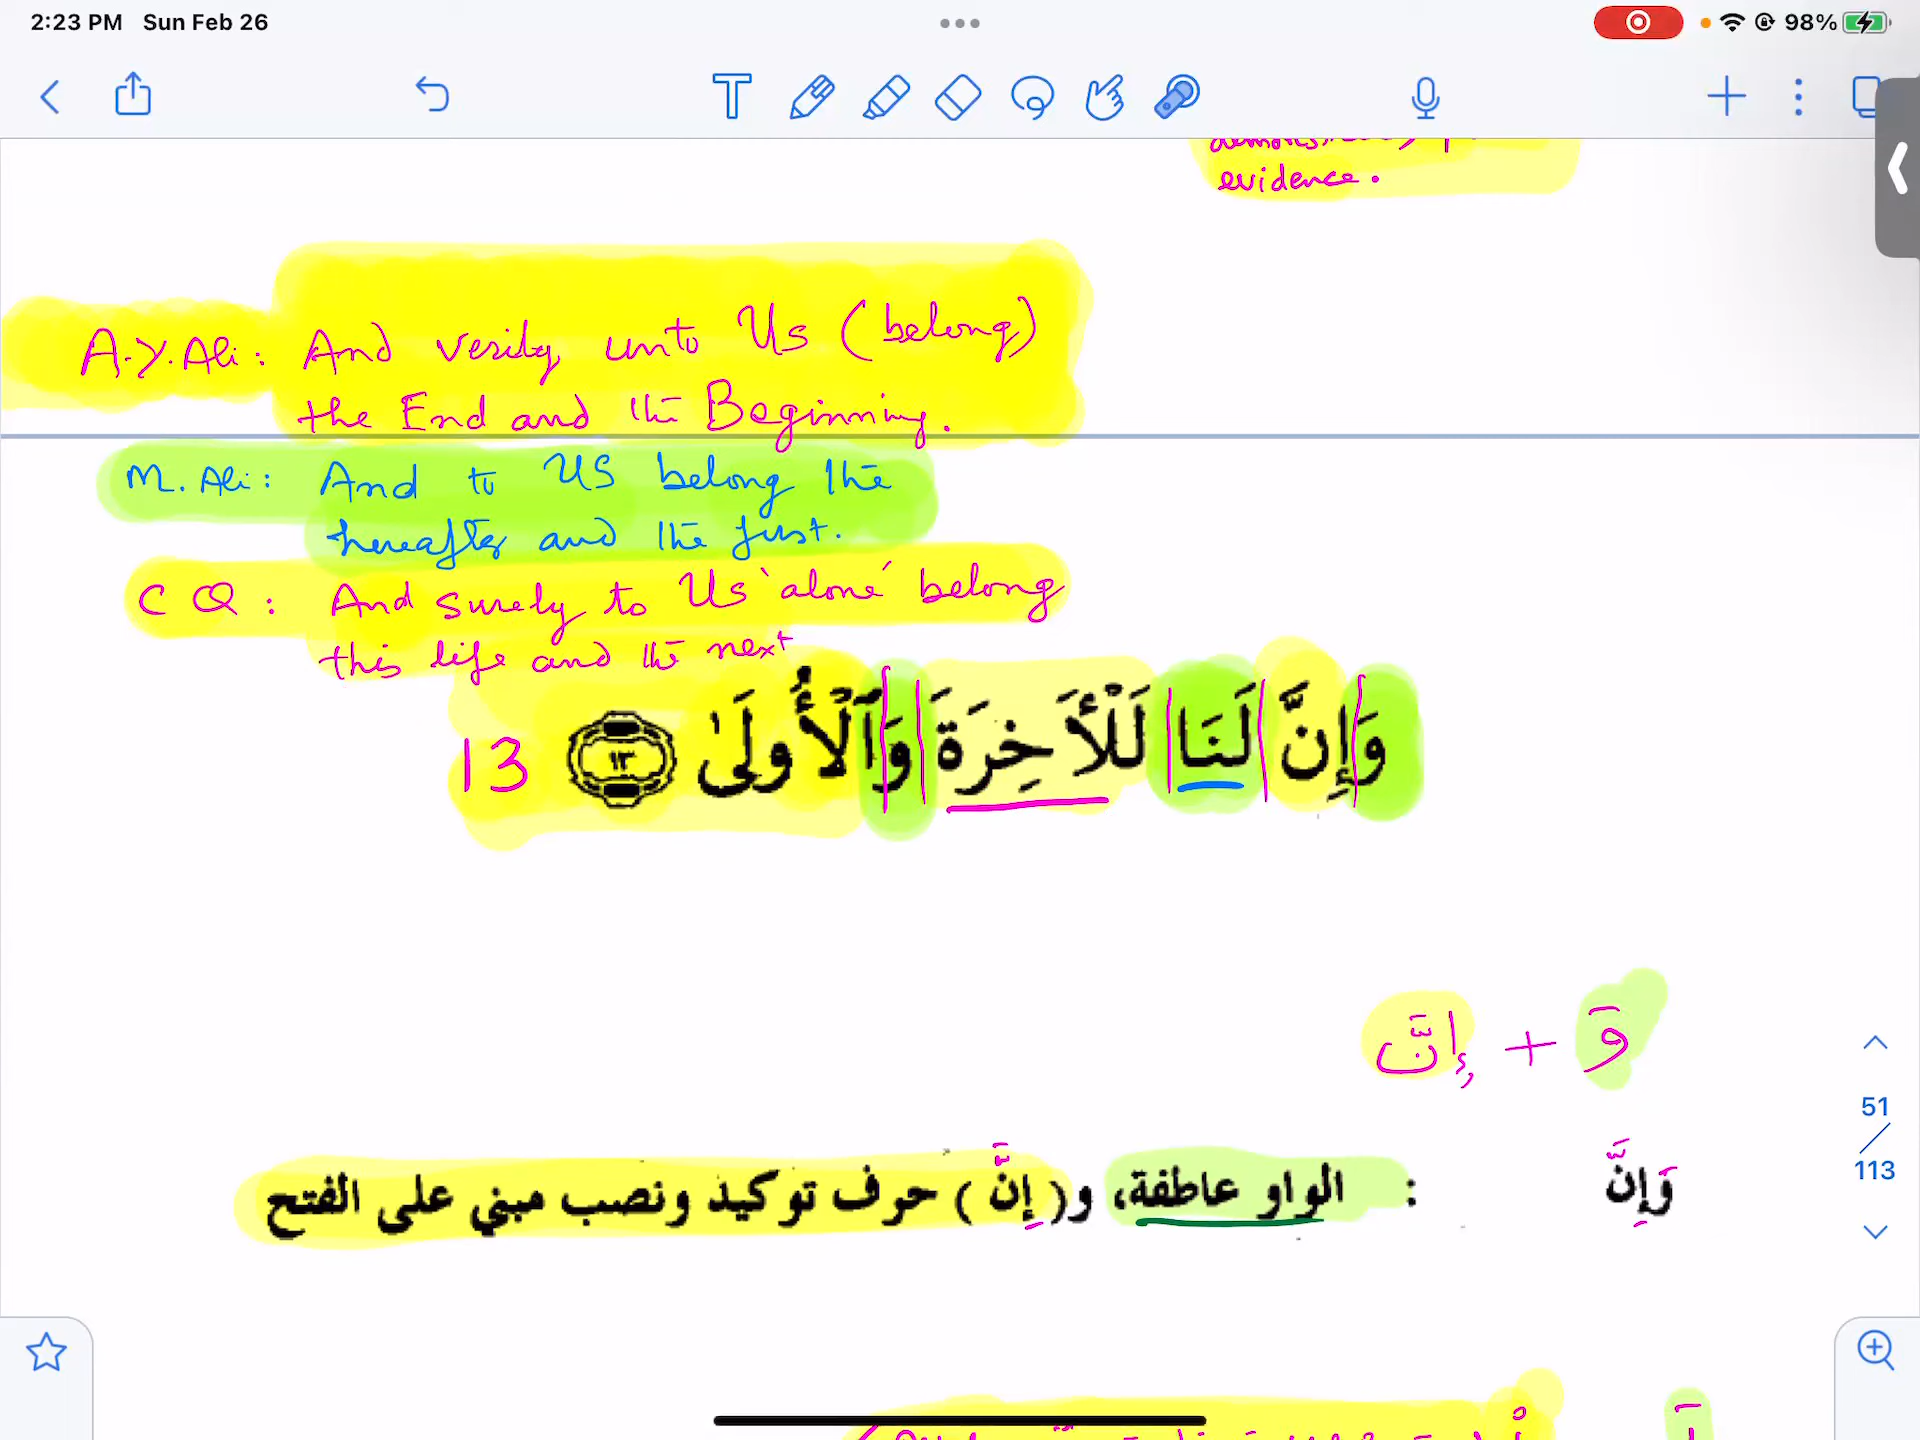 2:23 PM Sun Feb 26
98%
evidence.
A.Y.Ali: And verily unto Us (belong)
the End and the Beginning.
M. Ali: And to US belong the
hereafter and the first.
C Q: And surely to Us 'alone' belong
this life and the next
وَإِنَّ لَنَا لَلْأَخِرَةَ وَٱلْأُولَىٰ ١٣ 13
وَ + إِنَّ
51
113
وَإِنَّ : الواو عاطفة، و(إِنَّ) حرف توكيد ونصب مبني على الفتح